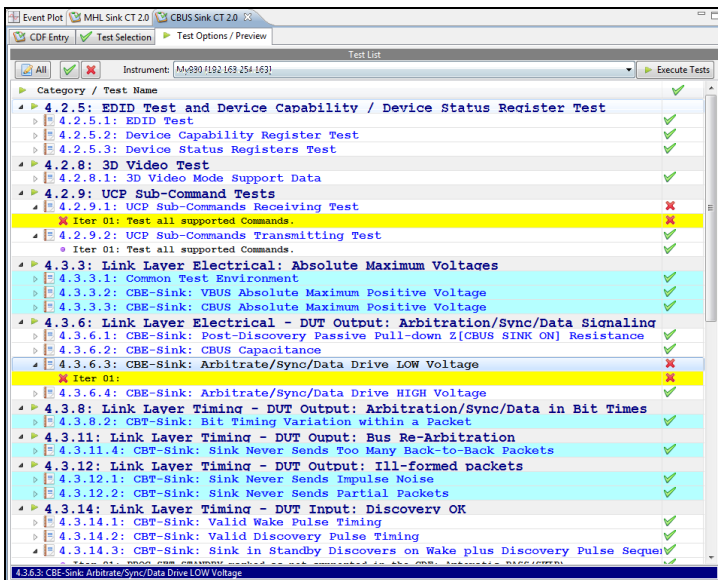 Event Plot MHL Sink CT 2.0 CBUS Sink CT 2.0
CDF Entry Test Selection Test Options / Preview
Test List
All Instrument: My980 [192.168.254.163] Execute Tests
Category / Test Name
4.2.5: EDID Test and Device Capability / Device Status Register Test
4.2.5.1: EDID Test
4.2.5.2: Device Capability Register Test
4.2.5.3: Device Status Registers Test
4.2.8: 3D Video Test
4.2.8.1: 3D Video Mode Support Data
4.2.9: UCP Sub-Command Tests
4.2.9.1: UCP Sub-Commands Receiving Test
Iter 01: Test all supported Commands.
4.2.9.2: UCP Sub-Commands Transmitting Test
Iter 01: Test all supported Commands.
4.3.3: Link Layer Electrical: Absolute Maximum Voltages
4.3.3.1: Common Test Environment
4.3.3.2: CBE-Sink: VBUS Absolute Maximum Positive Voltage
4.3.3.3: CBE-Sink: CBUS Absolute Maximum Positive Voltage
4.3.6: Link Layer Electrical - DUT Output: Arbitration/Sync/Data Signaling
4.3.6.1: CBE-Sink: Post-Discovery Passive Pull-down Z[CBUS SINK ON] Resistance
4.3.6.2: CBE-Sink: CBUS Capacitance
4.3.6.3: CBE-Sink: Arbitrate/Sync/Data Drive LOW Voltage
Iter 01:
4.3.6.4: CBE-Sink: Arbitrate/Sync/Data Drive HIGH Voltage
4.3.8: Link Layer Timing - DUT Output: Arbitration/Sync/Data in Bit Times
4.3.8.2: CBT-Sink: Bit Timing Variation within a Packet
4.3.11: Link Layer Timing - DUT Ouput: Bus Re-Arbitration
4.3.11.4: CBT-Sink: Sink Never Sends Too Many Back-to-Back Packets
4.3.12: Link Layer Timing - DUT Output: Ill-formed packets
4.3.12.1: CBT-Sink: Sink Never Sends Impulse Noise
4.3.12.2: CBT-Sink: Sink Never Sends Partial Packets
4.3.14: Link Layer Timing - DUT Input: Discovery OK
4.3.14.1: CBT-Sink: Valid Wake Pulse Timing
4.3.14.2: CBT-Sink: Valid Discovery Pulse Timing
4.3.14.3: CBT-Sink: Sink in Standby Discovers on Wake plus Discovery Pulse Seque
4.3.6.3: CBE-Sink: Arbitrate/Sync/Data Drive LOW Voltage